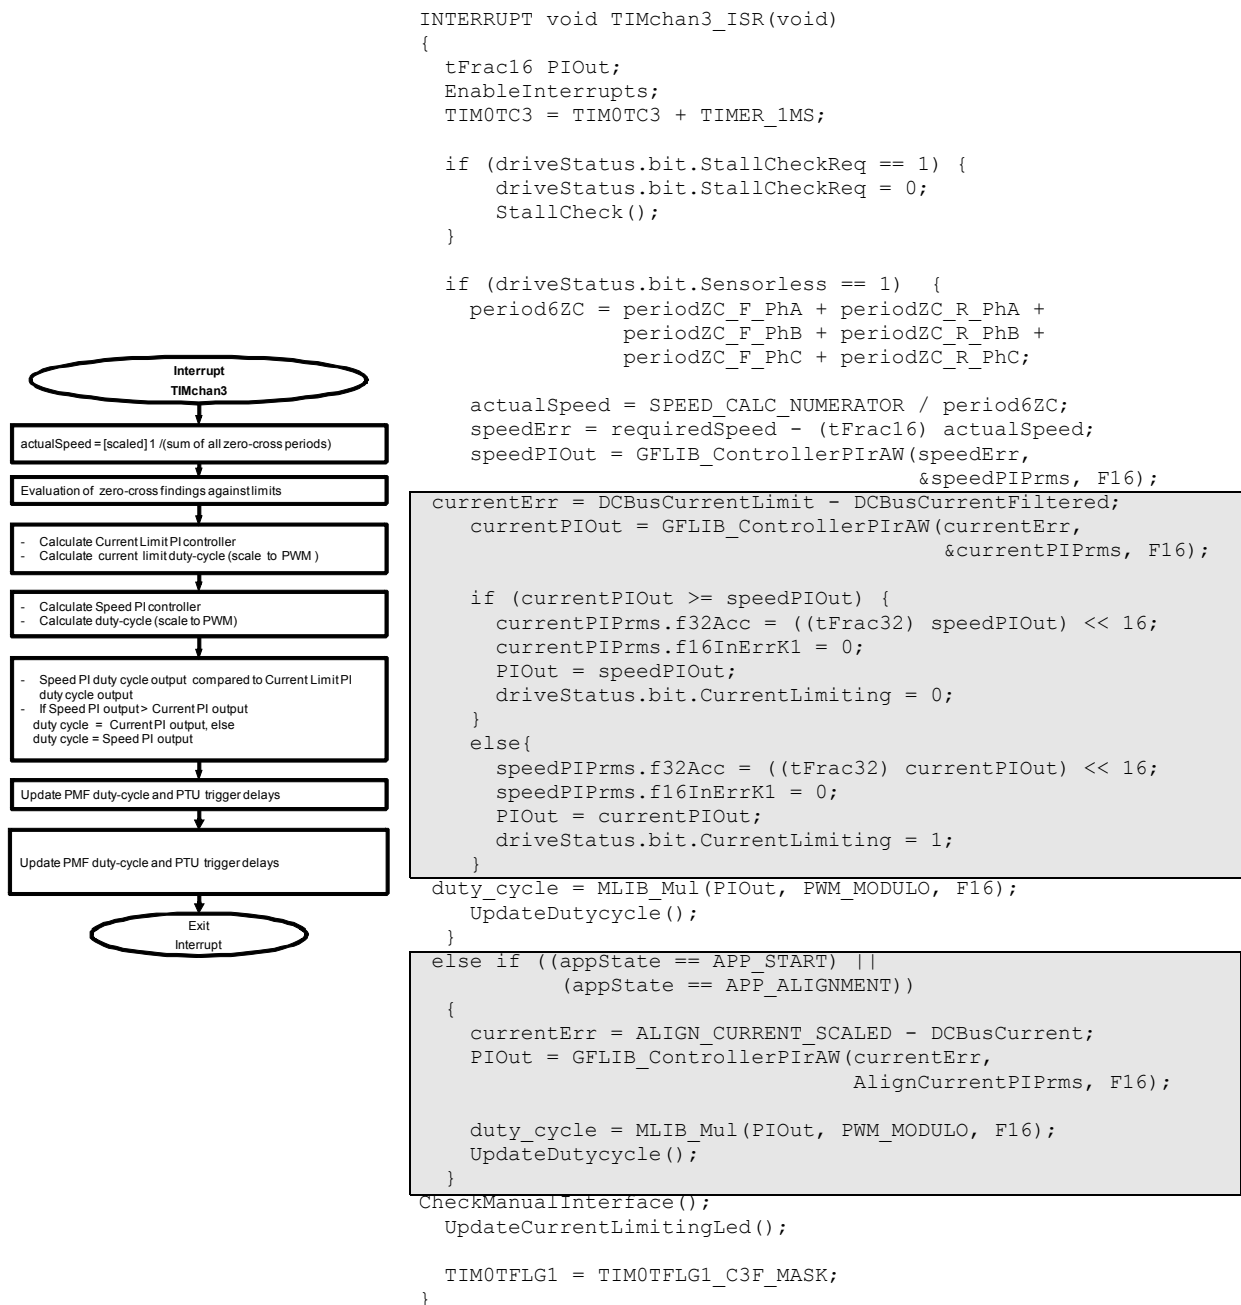 INTERRUPT void TIMchan3_ISR(void)
{
tFrac16 PIOut;
EnableInterrupts;
TIM0TC3 = TIM0TC3 + TIMER_1MS;
if (driveStatus.bit.StallCheckReq == 1) {
driveStatus.bit.StallCheckReq = 0;
StallCheck();
}
if (driveStatus.bit.Sensorless == 1) {
period6ZC = periodZC_F_PhA + periodZC_R_PhA +
periodZC_F_PhB + periodZC_R_PhB +
periodZC_F_PhC + periodZC_R_PhC;
actualSpeed = SPEED_CALC_NUMERATOR / period6ZC;
speedErr = requiredSpeed - (tFrac16) actualSpeed;
speedPIOut = GFLIB_ControllerPIrAW(speedErr,
&speedPIPrms, F16);
currentErr = DCBusCurrentLimit - DCBusCurrentFiltered;
currentPIOut = GFLIB_ControllerPIrAW(currentErr,
&currentPIPrms, F16);
if (currentPIOut >= speedPIOut) {
currentPIPrms.f32Acc = ((tFrac32) speedPIOut) << 16;
currentPIPrms.f16InErrK1 = 0;
PIOut = speedPIOut;
driveStatus.bit.CurrentLimiting = 0;
}
else{
speedPIPrms.f32Acc = ((tFrac32) currentPIOut) << 16;
speedPIPrms.f16InErrK1 = 0;
PIOut = currentPIOut;
driveStatus.bit.CurrentLimiting = 1;
}
duty_cycle = MLIB_Mul(PIOut, PWM_MODULO, F16);
UpdateDutycycle();
}
else if ((appState == APP_START) ||
(appState == APP_ALIGNMENT))
{
currentErr = ALIGN_CURRENT_SCALED - DCBusCurrent;
PIOut = GFLIB_ControllerPIrAW(currentErr,
AlignCurrentPIPrms, F16);
duty_cycle = MLIB_Mul(PIOut, PWM_MODULO, F16);
UpdateDutycycle();
}
CheckManualInterface();
UpdateCurrentLimitingLed();
TIM0TFLG1 = TIM0TFLG1_C3F_MASK;
}
Interrupt
TIMchan3
actualSpeed = [scaled] 1 /(sum of all zero-cross periods)
Evaluation of zero-cross findings against limits
- Calculate Current Limit PI controller
- Calculate current limit duty-cycle (scale to PWM )
- Calculate Speed PI controller
- Calculate duty-cycle (scale to PWM)
- Speed PI duty cycle output compared to Current Limit PI
duty cycle output
- If Speed PI output > Current PI output
duty cycle = Current PI output, else
duty cycle = Speed PI output
Update PMF duty-cycle and PTU trigger delays
Update PMF duty-cycle and PTU trigger delays
Exit
Interrupt